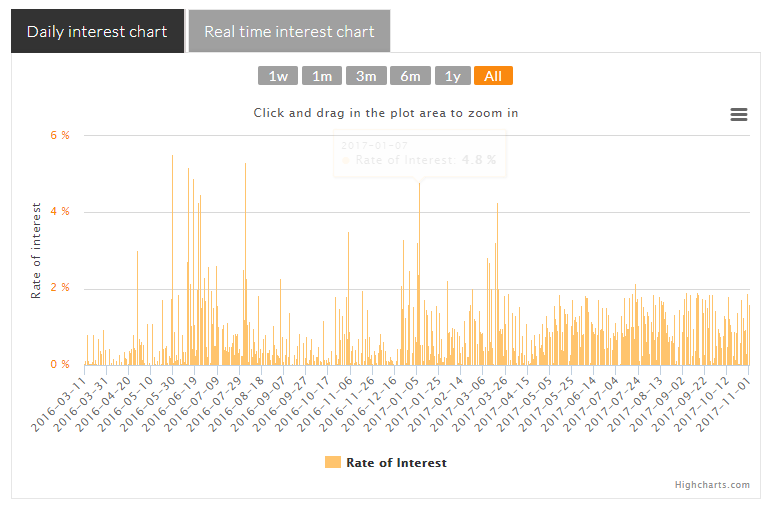 Daily interest chart Real time interest chart
1w 1m 3m 6m 1y All
Click and drag in the plot area to zoom in
2017-01-07
Rate of interest: 4.8 %
Rate of interest
6 %
4 %
2 %
0 %
2016-03-11 2016-03-31 2016-04-20 2016-05-10 2016-05-30 2016-06-19 2016-07-09 2016-07-29 2016-08-18 2016-09-07 2016-09-27 2016-10-17 2016-11-06 2016-11-26 2016-12-16 2017-01-05 2017-01-25 2017-02-14 2017-03-06 2017-03-26 2017-04-15 2017-05-05 2017-05-25 2017-06-14 2017-07-04 2017-07-24 2017-08-13 2017-09-02 2017-09-22 2017-10-12 2017-11-01
Rate of Interest
Highcharts.com